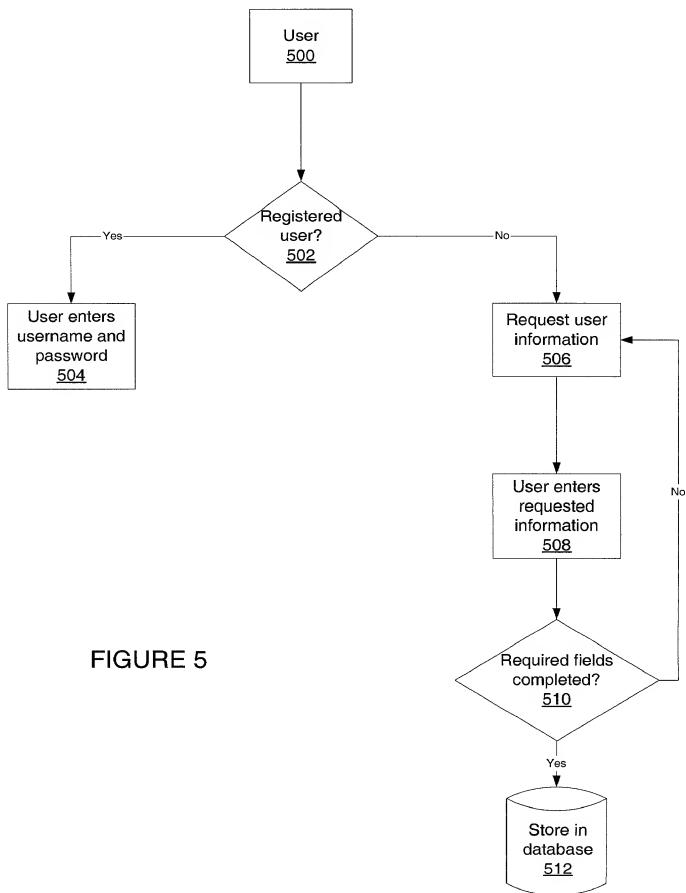 User
500
Registered
user?
502
Yes
No
User enters
username and
password
504
Request user
information
506
User enters
requested
information
508
No
Required fields
completed?
510
Yes
Store in
database
512
FIGURE 5